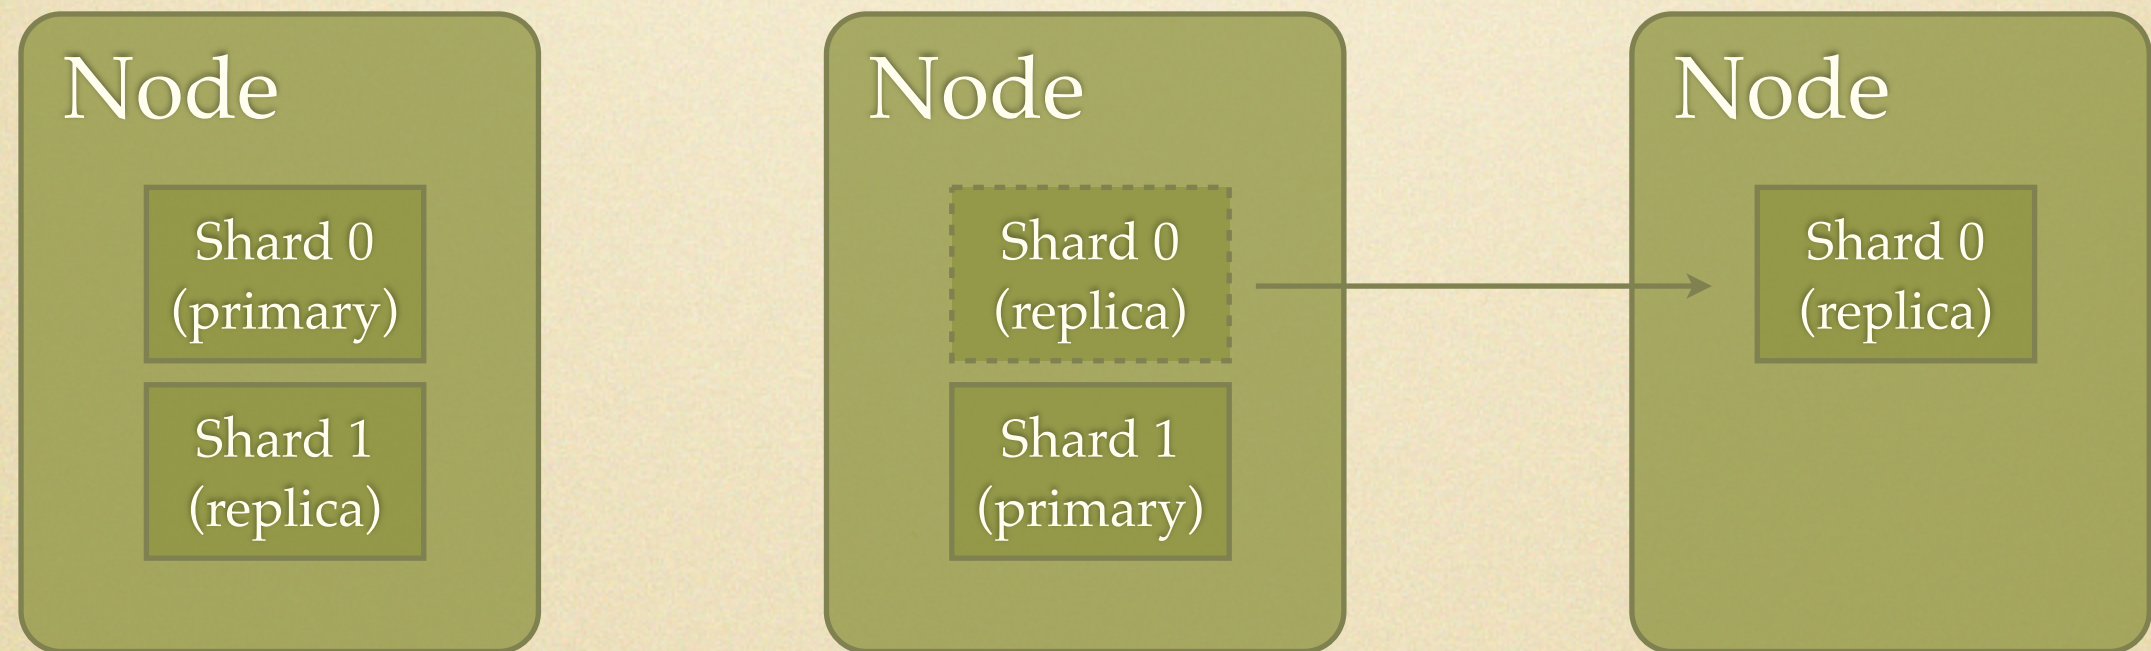 Node
Shard 0
(primary)
Shard 1
(replica)
Node
Shard 0
(replica)
Shard 1
(primary)
Node
Shard 0
(replica)